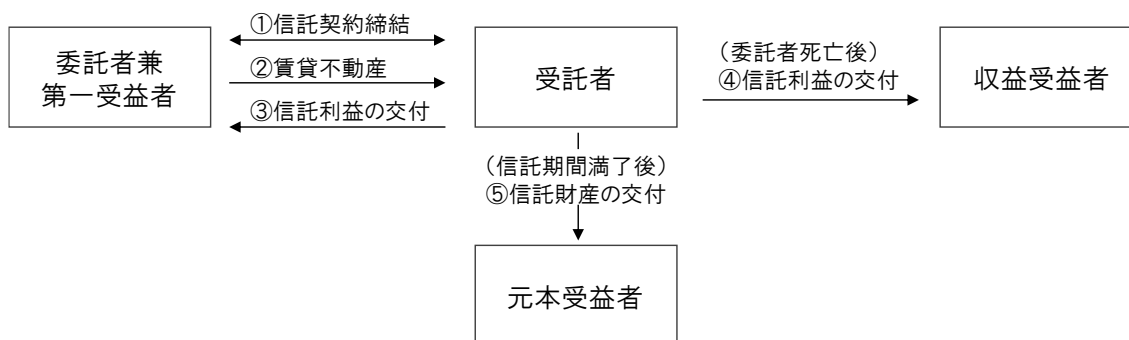 ①信託契約締結
委託者兼
第一受益者
②賃貸不動産
③信託利益の交付
受託者
（委託者死亡後）
④信託利益の交付
収益受益者
（信託期間満了後）
⑤信託財産の交付
元本受益者